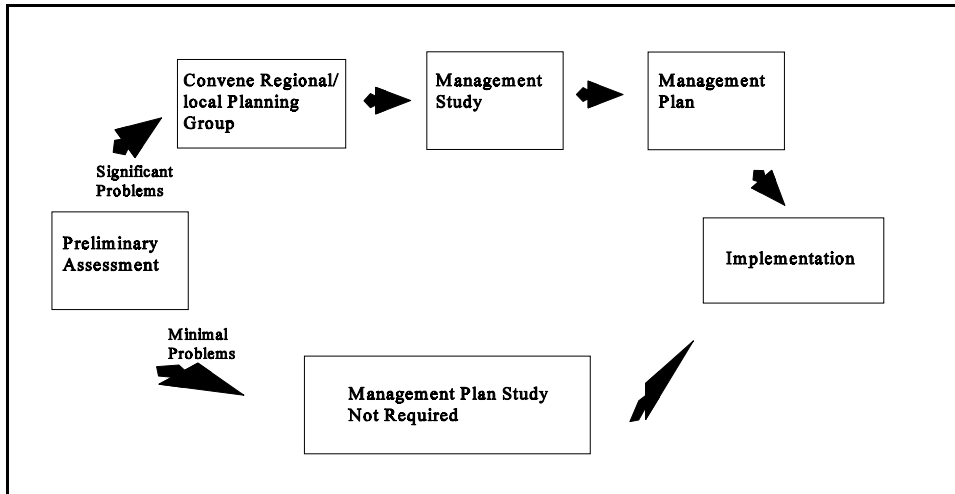 Convene Regional/
local Planning
Group
Management
Study
Management
Plan
Significant
Problems
Preliminary
Assessment
Implementation
Minimal
Problems
Management Plan Study
Not Required